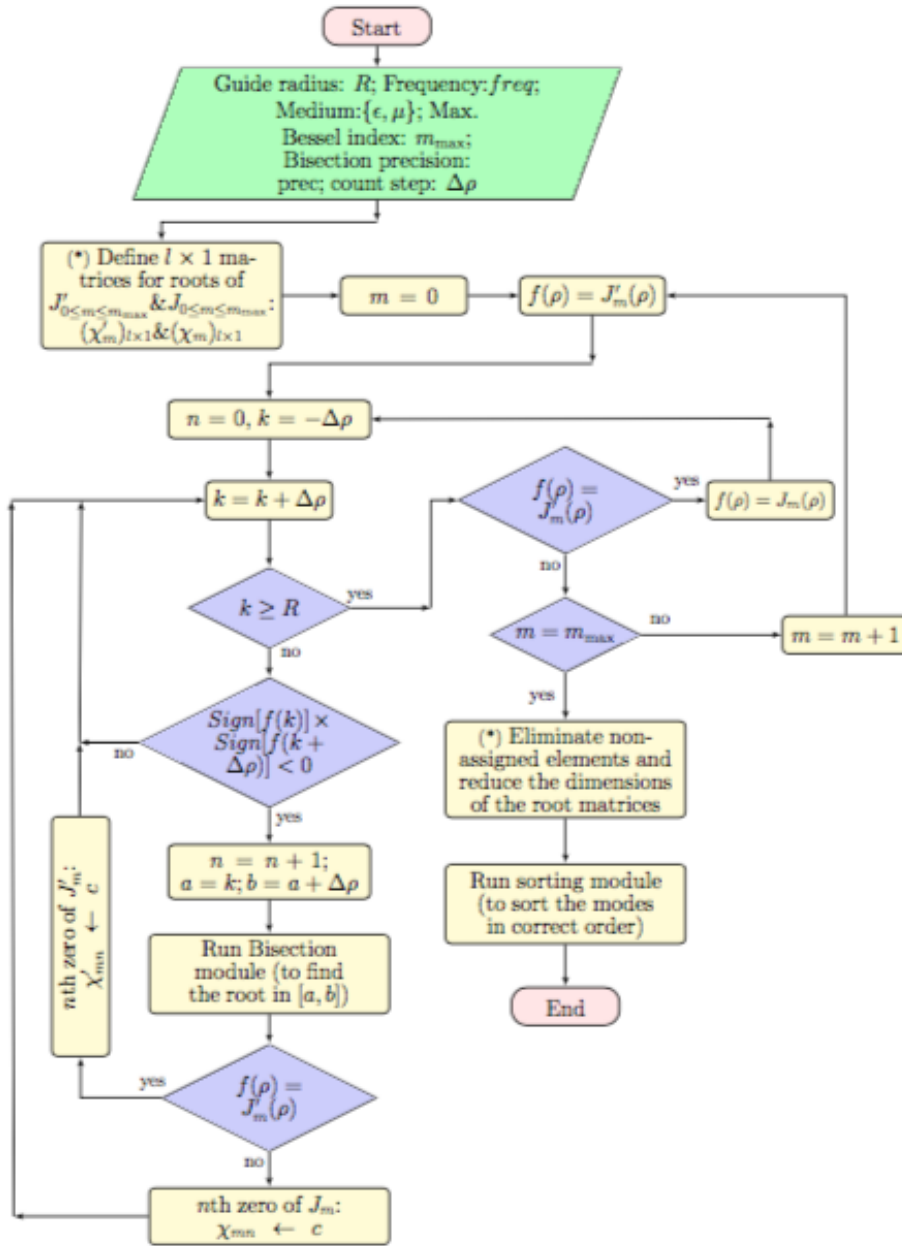 Start
Guide radius: R; Frequency:freq;
Medium:{ϵ, μ}; Max.
Bessel index: m_max;
Bisection precision:
prec; count step: Δρ
(*) Define l × 1 ma-
trices for roots of
J′_{0≤m≤m_max}&J_{0≤m≤m_max}:
(χ′_m)_{l×1}&(χ_m)_{l×1}
m = 0
f(ρ) = J′_m(ρ)
n = 0, k = −Δρ
k = k + Δρ
f(ρ) =
J′_m(ρ)
yes
f(ρ) = J_m(ρ)
no
k ≥ R
yes
no
m = m_max
no
m = m + 1
yes
Sign[f(k)] ×
Sign[f(k +
Δρ)] < 0
no
yes
(*) Eliminate non-
assigned elements and
reduce the dimensions
of the root matrices
n = n + 1;
a = k; b = a + Δρ
Run sorting module
(to sort the modes
in correct order)
nth zero of J′_m:
χ′_mn ← c
Run Bisection
module (to find
the root in [a, b])
End
f(ρ) =
J′_m(ρ)
yes
no
nth zero of J_m:
χ_mn ← c